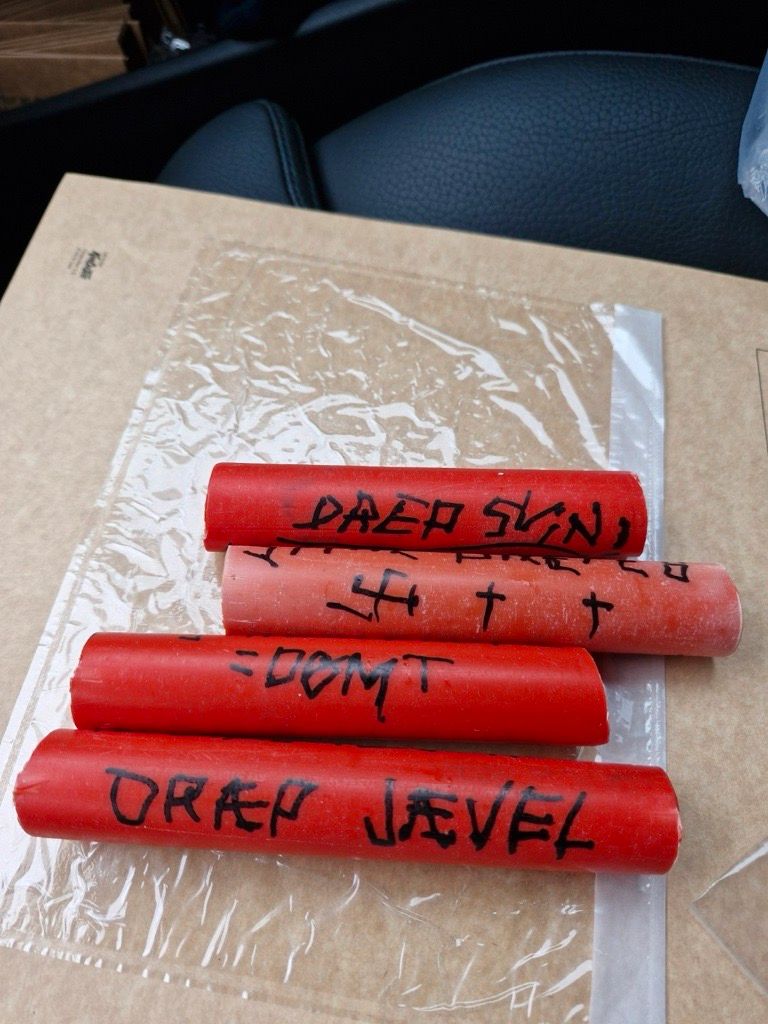 DRÆP SVIN
++
=DØMT
DRÆP JÆVEL